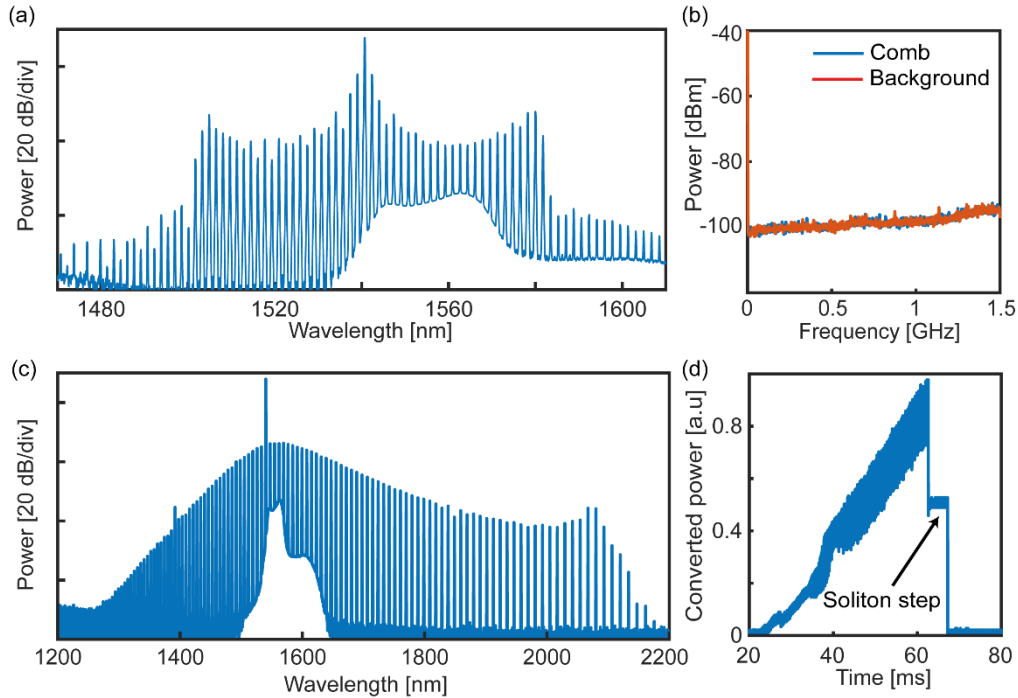 (a)
Power [20 dB/div]
1480
1520
1560
1600
Wavelength [nm]
(b)
-40
-60
-80
-100
Power [dBm]
Comb
Background
0
0.5
1
1.5
Frequency [GHz]
(c)
Power [20 dB/div]
1200
1400
1600
1800
2000
2200
Wavelength [nm]
(d)
Converted power [a.u]
0.8
0.4
0
Soliton step
20
40
60
80
Time [ms]